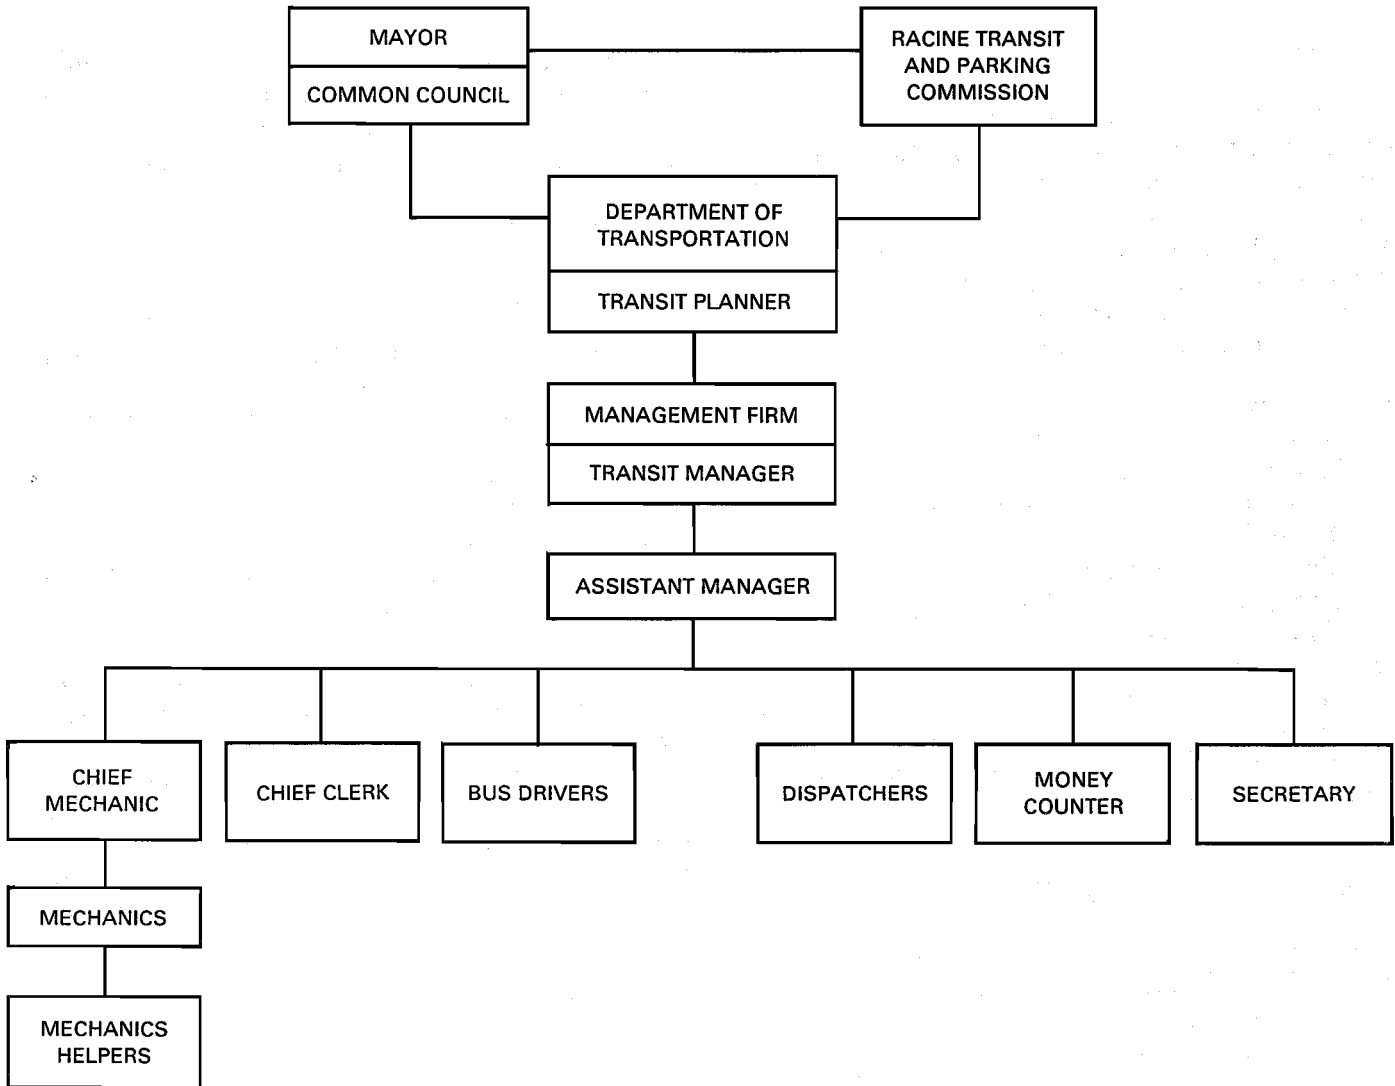 MAYOR
COMMON COUNCIL
RACINE TRANSIT
AND PARKING
COMMISSION
DEPARTMENT OF
TRANSPORTATION
TRANSIT PLANNER
MANAGEMENT FIRM
TRANSIT MANAGER
ASSISTANT MANAGER
CHIEF
MECHANIC
CHIEF CLERK
BUS DRIVERS
DISPATCHERS
MONEY
COUNTER
SECRETARY
MECHANICS
MECHANICS
HELPERS